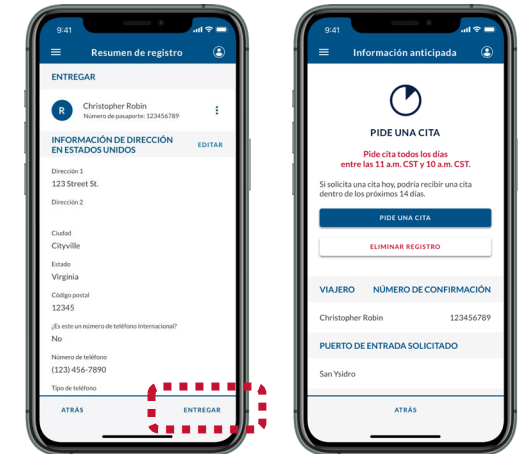 9:41
Resumen de registro
ENTREGAR
R
Christopher Robin
Número de pasaporte: 123456789
INFORMACIÓN DE DIRECCIÓN
EN ESTADOS UNIDOS
EDITAR
Dirección 1
123 Street St.
Dirección 2
Ciudad
Cityville
Estado
Virginia
Código postal
12345
¿Es este un número de teléfono internacional?
No
Número de teléfono
(123) 456-7890
Tipo de teléfono
ATRÁS
ENTREGAR
9:41
Información anticipada
PIDE UNA CITA
Pide cita todos los días
entre las 11 a.m. CST y 10 a.m. CST.
Si solicita una cita hoy, podría recibir una cita
dentro de los próximos 14 días.
PIDE UNA CITA
ELIMINAR REGISTRO
VIAJERO NÚMERO DE CONFIRMACIÓN
Christopher Robin 123456789
PUERTO DE ENTRADA SOLICITADO
San Ysidro
ATRÁS